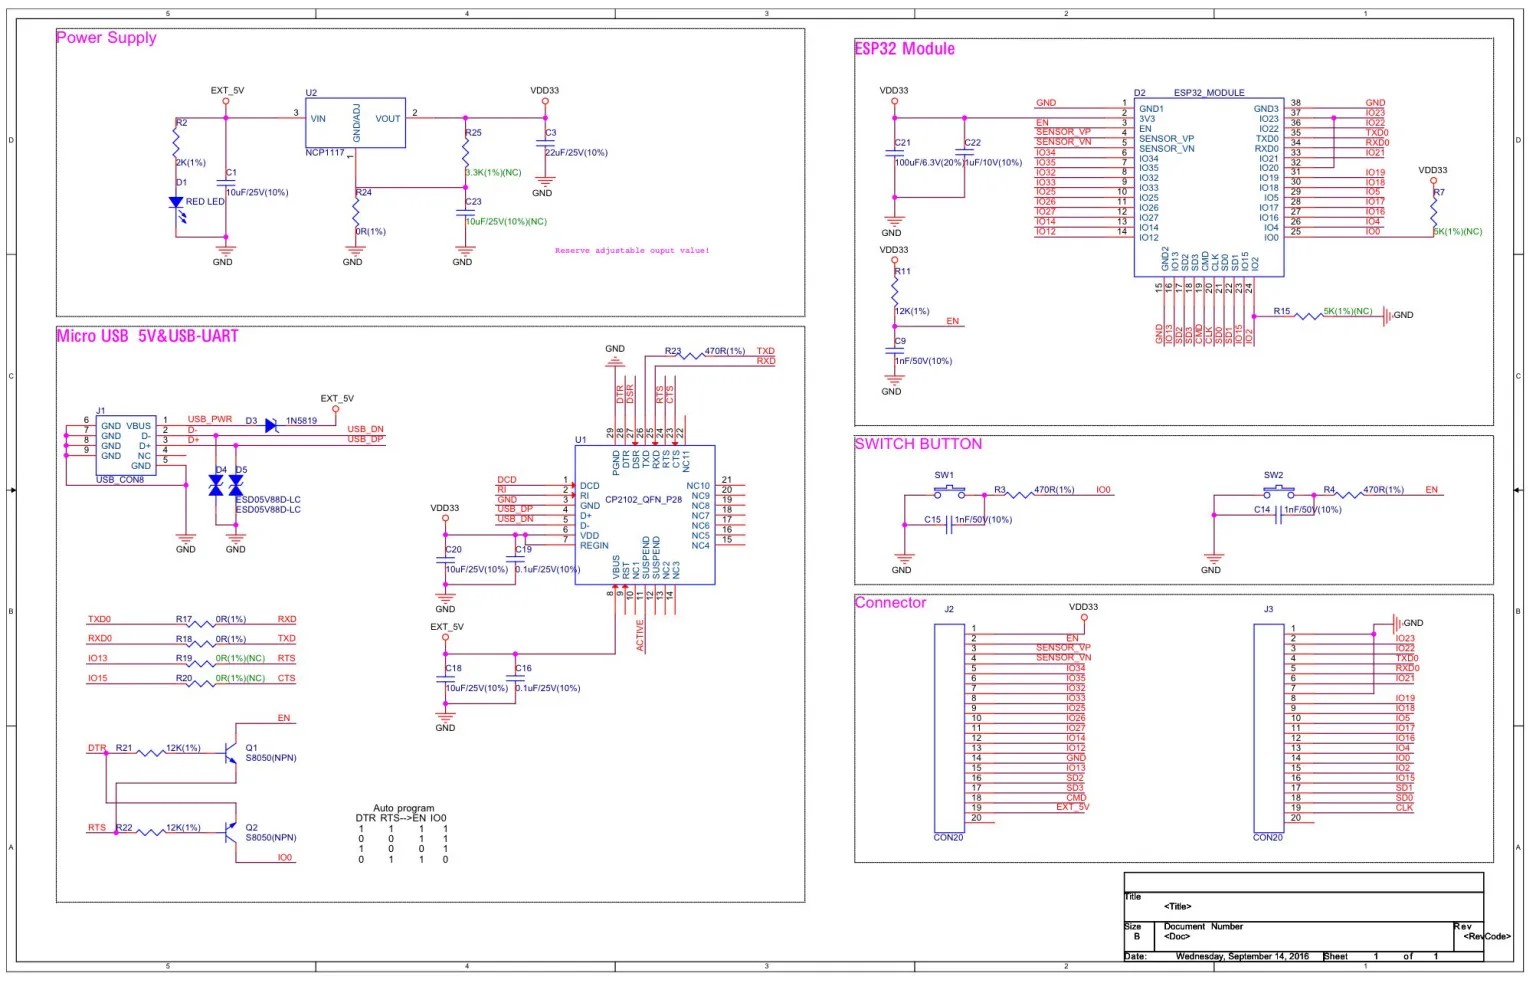 5 4 3 2 1
D
C
B
A
Power Supply
EXT_5V
R2
2K(1%)
D1
RED LED
C1
10uF/25V(10%)
GND
U2
3 VIN
VOUT 2
GND/ADJ
1
NCP1117
R24
0R(1%)
GND
R25
3.3K(1%)(NC)
C23
10uF/25V(10%)(NC)
GND
VDD33
C3
22uF/25V(10%)
GND
Reserve adjustable ouput value!
Micro USB 5V&USB-UART
J1
6 GND VBUS 1 USB_PWR
7 GND D- 2 D-
8 GND D+ 3 D+
9 GND NC 4
GND 5
USB_CON8
D3 1N5819
EXT_5V
USB_DN
USB_DP
D4 D5
ESD05V88D-LC
ESD05V88D-LC
GND
GND
GND
R23 470R(1%) TXD
RXD
DTR
DSR
RTS
CTS
29 28 27 26 25 24 23 22
U1
PGND DTR DSR TXD RXD RTS CTS NC11
CP2102_QFN_P28
DCD 1 DCD
RI 2 RI
GND 3 GND
USB_DP 4 D+
USB_DN 5 D-
6 VDD
7 REGIN
NC10 21
NC9 20
NC8 19
NC7 18
NC6 17
NC5 16
NC4 15
VBUS RST NC1 SUSPEND SUSPEND NC2 NC3
8 9 10 11 12 13 14
ACTIVE
VDD33
C20
10uF/25V(10%)
C19
0.1uF/25V(10%)
GND
EXT_5V
C18
10uF/25V(10%)
C16
0.1uF/25V(10%)
GND
TXD0 R17 0R(1%) RXD
RXD0 R18 0R(1%) TXD
IO13 R19 0R(1%)(NC) RTS
IO15 R20 0R(1%)(NC) CTS
EN
DTR R21 12K(1%) Q1
S8050(NPN)
RTS R22 12K(1%) Q2
S8050(NPN)
IO0
Auto program
DTR RTS-->EN IO0
1 1 1 1
0 0 1 1
1 0 0 1
0 1 1 0
ESP32 Module
VDD33
C21
100uF/6.3V(20%)
C22
1uF/10V(10%)
GND
VDD33
R11
12K(1%)
EN
C9
1nF/50V(10%)
GND
D2 ESP32_MODULE
GND 1 GND1
2 3V3
EN 3 EN
SENSOR_VP 4 SENSOR_VP
SENSOR_VN 5 SENSOR_VN
IO34 6 IO34
IO35 7 IO35
IO32 8 IO32
IO33 9 IO33
IO25 10 IO25
IO26 11 IO26
IO27 12 IO27
IO14 13 IO14
IO12 14 IO12
GND3 38 GND
IO23 37 IO23
IO22 36 IO22
TXD0 35 TXD0
RXD0 34 RXD0
IO21 33 IO21
IO20 32
IO19 31 IO19
IO18 30 IO18
IO5 29 IO5
IO17 28 IO17
IO16 27 IO16
IO4 26 IO4
IO0 25 IO0
VDD33
R7
5K(1%)(NC)
GND2 IO13 SD2 SD3 CMD CLK SD0 SD1 IO15 IO2
15 16 17 18 19 20 21 22 23 24
GND IO13 SD2 SD3 CMD CLK SD0 SD1 IO15 IO2
R15 5K(1%)(NC) GND
SWITCH BUTTON
SW1
R3 470R(1%) IO0
C15 1nF/50V(10%)
GND
SW2
R4 470R(1%) EN
C14 1nF/50V(10%)
GND
Connector
J2
VDD33
1
2 EN
3 SENSOR_VP
4 SENSOR_VN
5 IO34
6 IO35
7 IO32
8 IO33
9 IO25
10 IO26
11 IO27
12 IO14
13 IO12
14 GND
15 IO13
16 SD2
17 SD3
18 CMD
19 EXT_5V
20
CON20
J3
GND
1
2 IO23
3 IO22
4 TXD0
5 RXD0
6 IO21
7
8 IO19
9 IO18
10 IO5
11 IO17
12 IO16
13 IO4
14 IO0
15 IO2
16 IO15
17 SD1
18 SD0
19 CLK
20
CON20
Title
<Title>
Size Document Number Rev
B <Doc> <RevCode>
Date: Wednesday, September 14, 2016 Sheet 1 of 1
D
C
B
A
5 4 3 2 1